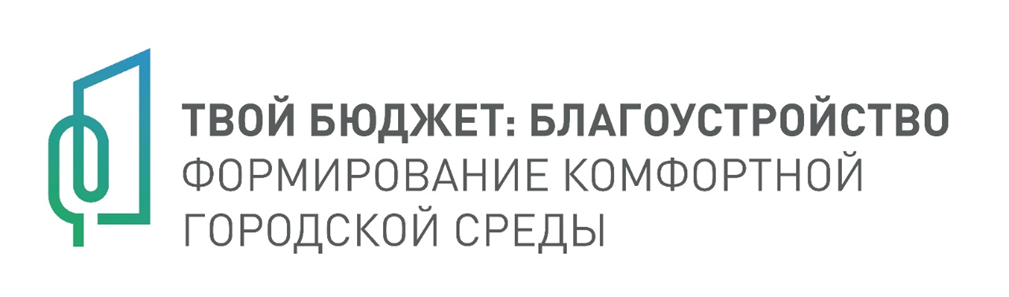 ТВОЙ БЮДЖЕТ: БЛАГОУСТРОЙСТВО
ФОРМИРОВАНИЕ КОМФОРТНОЙ
ГОРОДСКОЙ СРЕДЫ